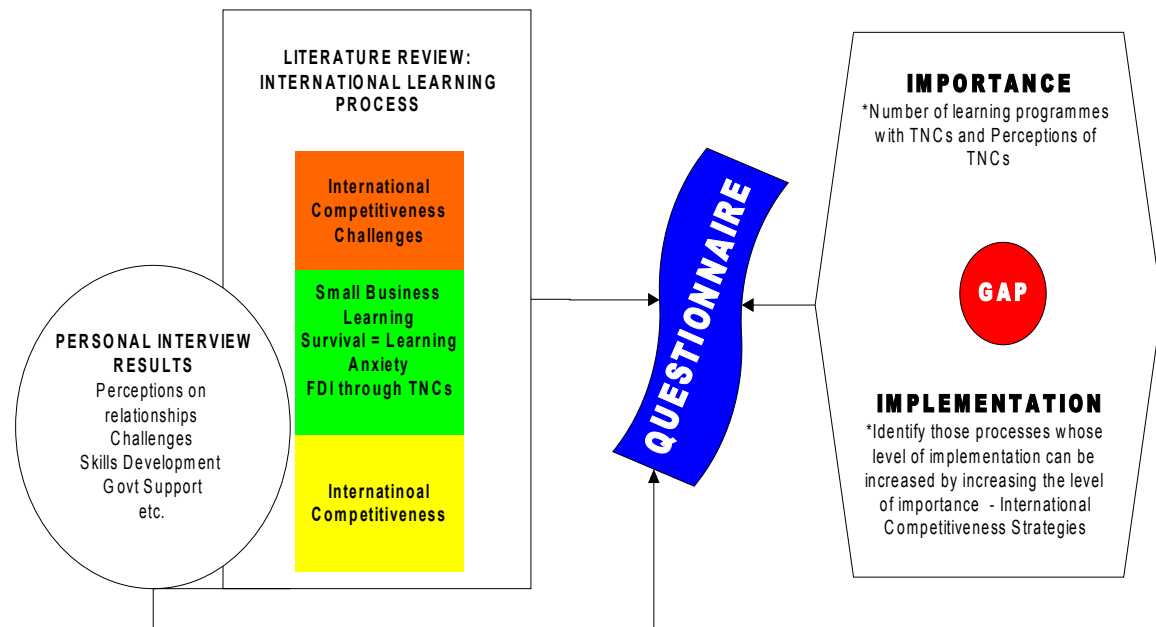 LITERATURE REVIEW:
INTERNATIONAL LEARNING
PROCESS
International
Competitiveness
Challenges
Small Business
Learning
Survival = Learning
Anxiety
FDI through TNCs
Internatinoal
Competitiveness
PERSONAL INTERVIEW
RESULTS
Perceptions on
relationships
Challenges
Skills Development
Govt Support
etc.
QUESTIONNAIRE
IMPORTANCE
*Number of learning programmes
with TNCs and Perceptions of
TNCs
GAP
IMPLEMENTATION
*Identify those processes whose
level of implementation can be
increased by increasing the level
of importance - International
Competitiveness Strategies